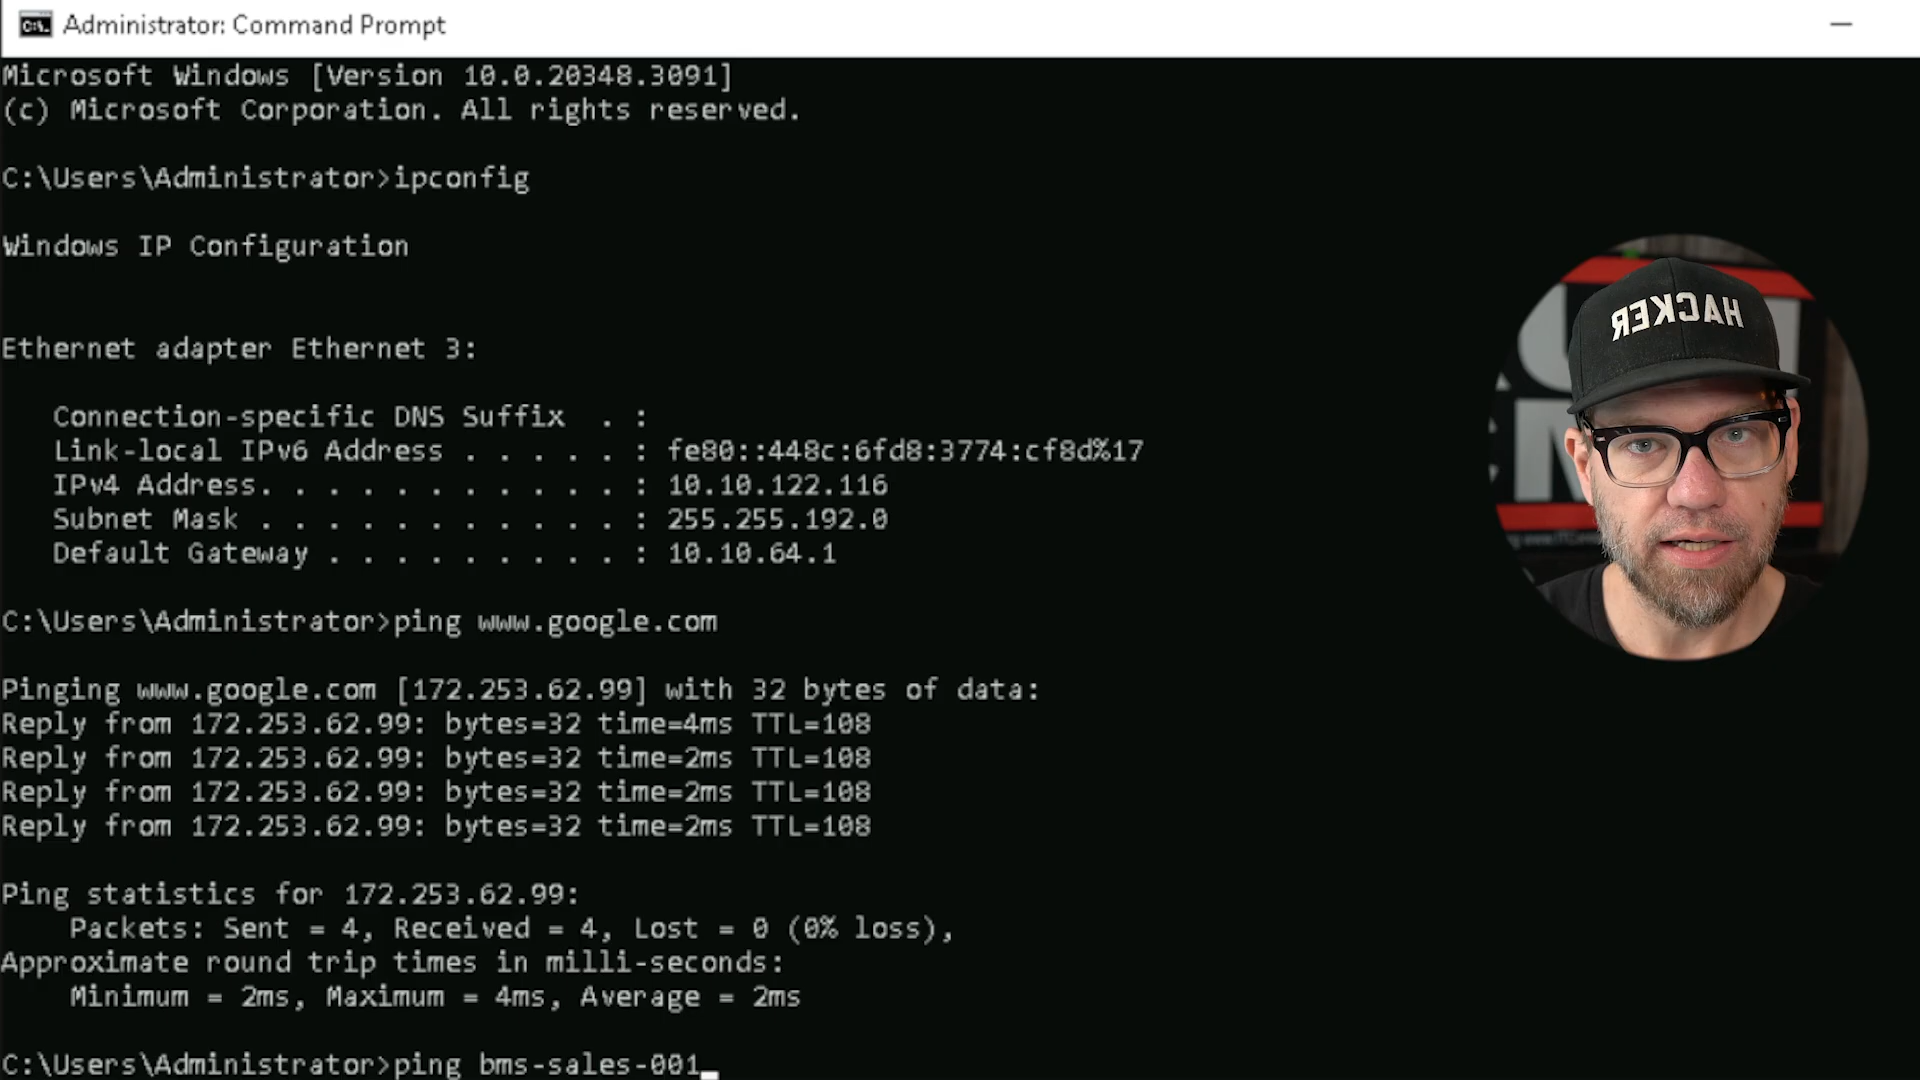 Administrator: Command Prompt
Microsoft Windows [Version 10.0.20348.3091]
(c) Microsoft Corporation. All rights reserved.
C:\Users\Administrator>ipconfig
Windows IP Configuration
Ethernet adapter Ethernet 3:
Connection-specific DNS Suffix  . :
Link-local IPv6 Address . . . . . : fe80::448c:6fd8:3774:cf8d%17
IPv4 Address. . . . . . . . . . . : 10.10.122.116
Subnet Mask . . . . . . . . . . . : 255.255.192.0
Default Gateway . . . . . . . . . : 10.10.64.1
C:\Users\Administrator>ping www.google.com
Pinging www.google.com [172.253.62.99] with 32 bytes of data:
Reply from 172.253.62.99: bytes=32 time=4ms TTL=108
Reply from 172.253.62.99: bytes=32 time=2ms TTL=108
Reply from 172.253.62.99: bytes=32 time=2ms TTL=108
Reply from 172.253.62.99: bytes=32 time=2ms TTL=108
Ping statistics for 172.253.62.99:
Packets: Sent = 4, Received = 4, Lost = 0 (0% loss),
Approximate round trip times in milli-seconds:
Minimum = 2ms, Maximum = 4ms, Average = 2ms
C:\Users\Administrator>ping bms-sales-001_
HACKER